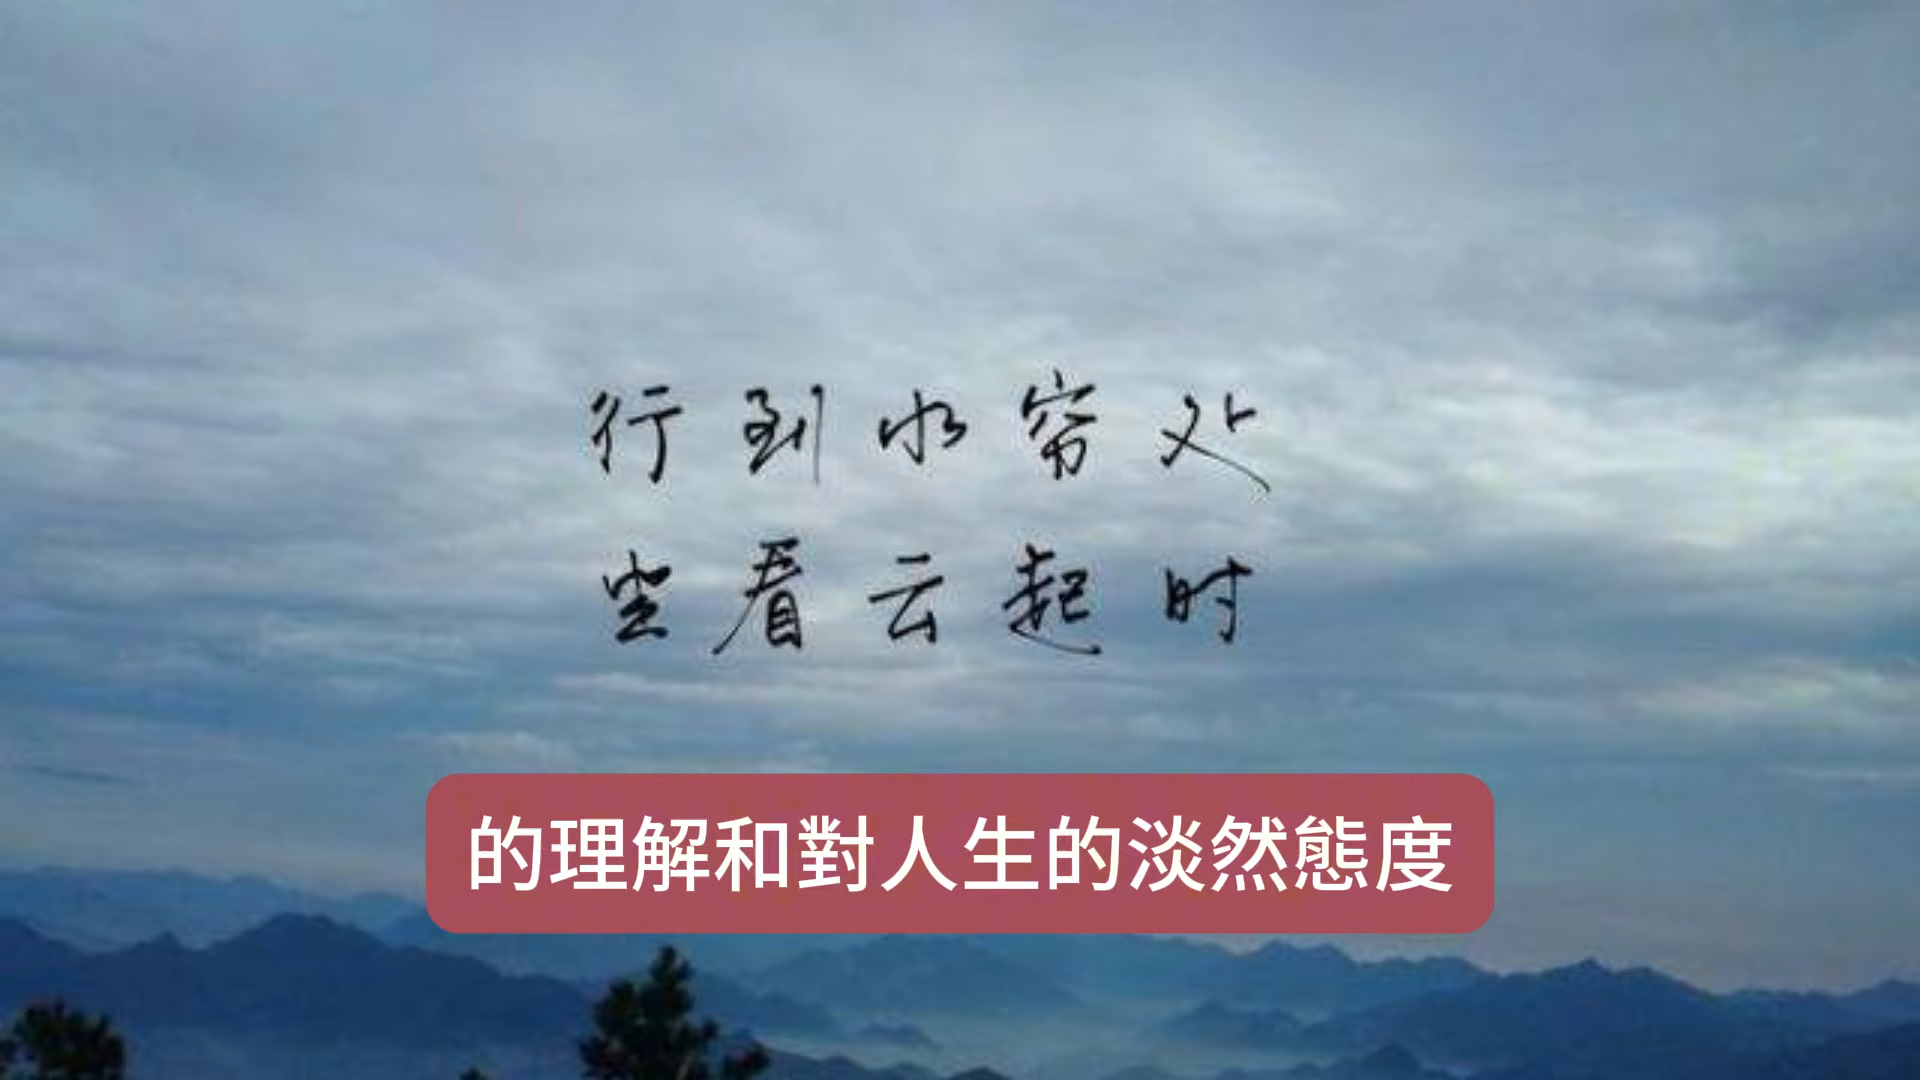 行到水穷处
坐看云起时
的理解和對人生的淡然態度